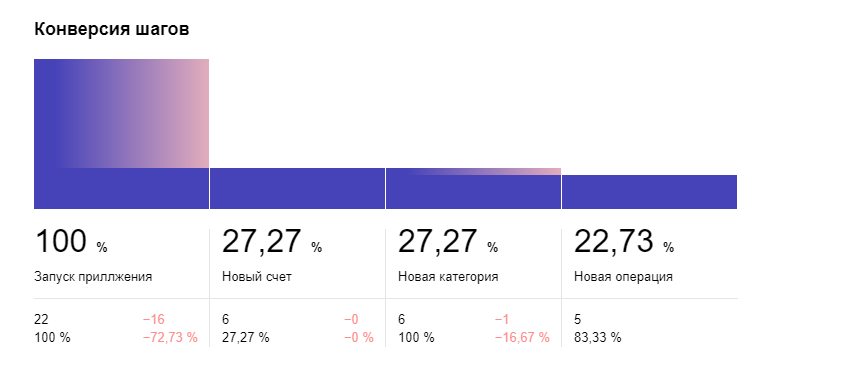 Конверсия шагов
100 % 27,27 % 27,27 % 22,73 %
Запуск приллжения Новый счет Новая категория Новая операция
22 −16 6 −0 6 −1 5
100 % −72,73 % 27,27 % −0 % 100 % −16,67 % 83,33 %